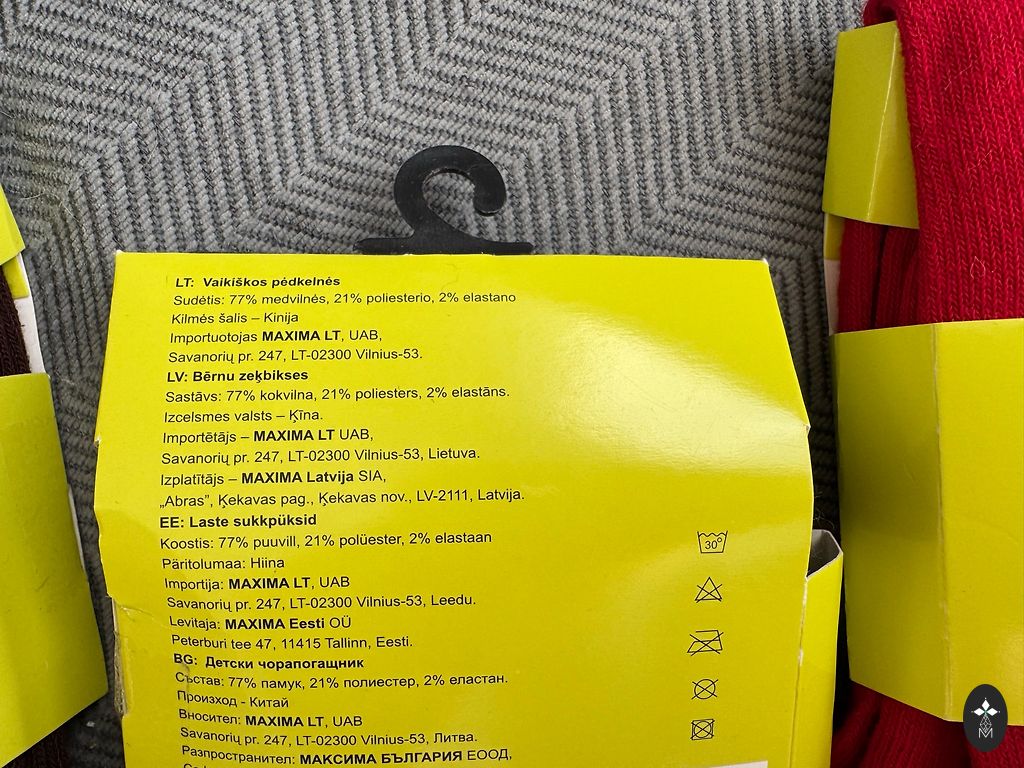 LT: Vaikiškos pėdkelnės
Sudėtis: 77% medvilnės, 21% poliesterio, 2% elastano
Kilmės šalis – Kinija
Importuotojas MAXIMA LT, UAB,
Savanorių pr. 247, LT-02300 Vilnius-53.
LV: Bērnu zeķbikses
Sastāvs: 77% kokvilna, 21% poliesters, 2% elastāns.
Izcelsmes valsts – Ķīna.
Importētājs – MAXIMA LT UAB,
Savanorių pr. 247, LT-02300 Vilnius-53, Lietuva.
Izplatītājs – MAXIMA Latvija SIA,
„Abras”, Ķekavas pag., Ķekavas nov., LV-2111, Latvija.
EE: Laste sukkpüksid
Koostis: 77% puuvill, 21% polüester, 2% elastaan
Päritolumaa: Hiina
Importija: MAXIMA LT, UAB
Savanorių pr. 247, LT-02300 Vilnius-53, Leedu.
Levitaja: MAXIMA Eesti OÜ
Peterburi tee 47, 11415 Tallinn, Eesti.
BG: Детски чорапогащник
Състав: 77% памук, 21% полиестер, 2% еластан.
Произход - Китай
Вносител: MAXIMA LT, UAB
Savanorių pr. 247, LT-02300 Vilnius-53, Литва.
Разпространител: МАКСИМА БЪЛГАРИЯ ЕООД,
30°
M